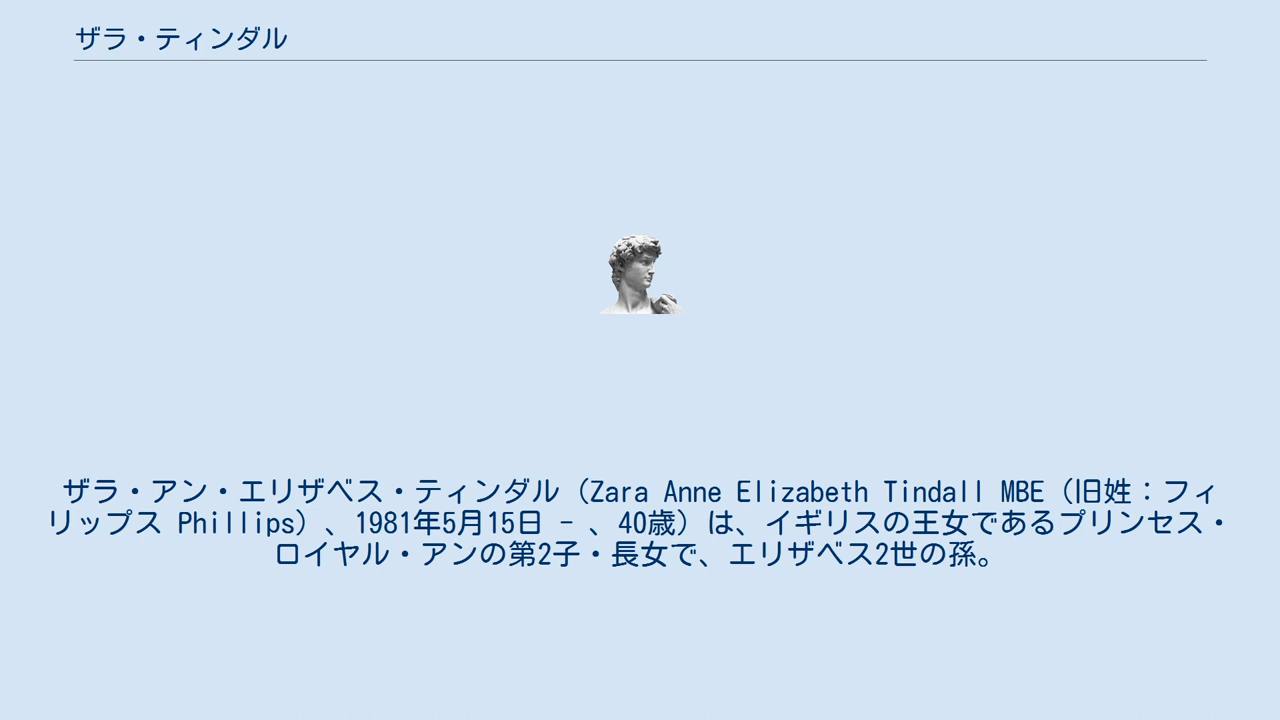 ザラ・ティンダル
ザラ・アン・エリザベス・ティンダル（Zara Anne Elizabeth Tindall MBE（旧姓：フィ
リップス Phillips）、1981年5月15日 - 、40歳）は、イギリスの王女であるプリンセス・
ロイヤル・アンの第2子・長女で、エリザベス2世の孫。